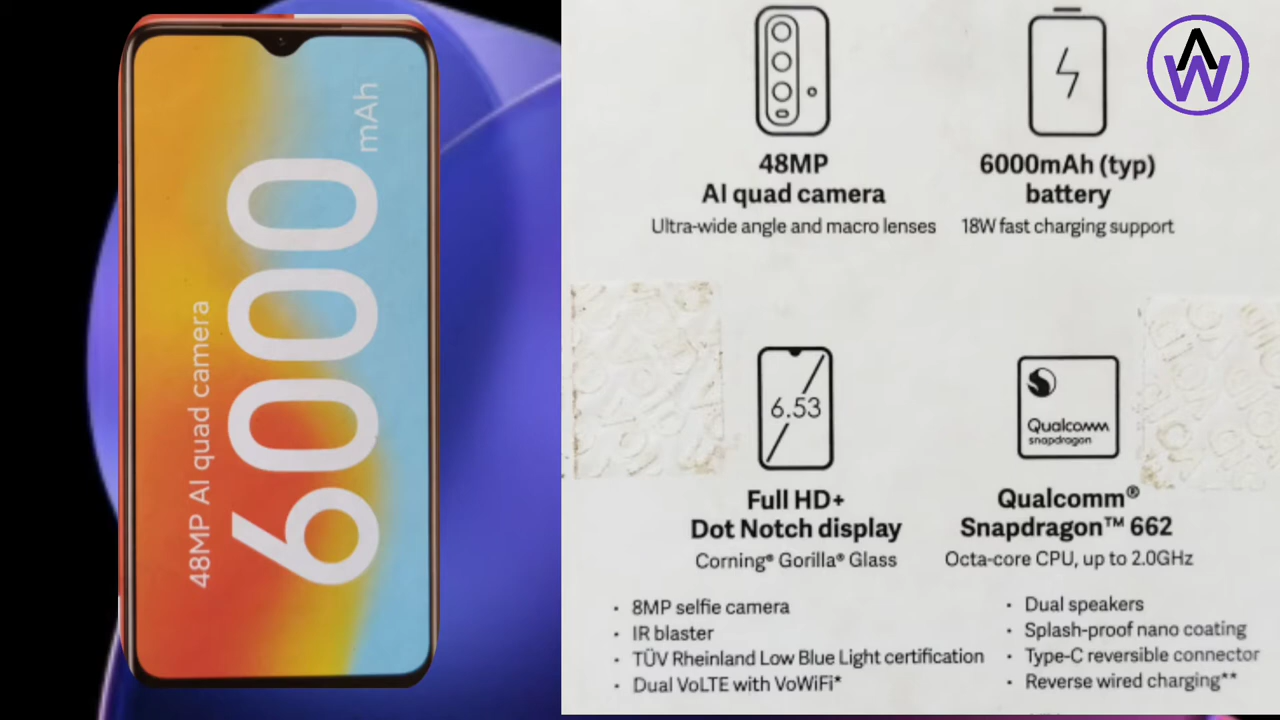 48MP AI quad camera
6000 mAh
AW
48MP
AI quad camera
Ultra-wide angle and macro lenses
6000mAh (typ)
battery
18W fast charging support
6.53
Full HD+
Dot Notch display
Corning® Gorilla® Glass
Qualcomm
snapdragon
Qualcomm®
Snapdragon™ 662
Octa-core CPU, up to 2.0GHz
· 8MP selfie camera
· IR blaster
· TÜV Rheinland Low Blue Light certification
· Dual VoLTE with VoWiFi*
· Dual speakers
· Splash-proof nano coating
· Type-C reversible connector
· Reverse wired charging**